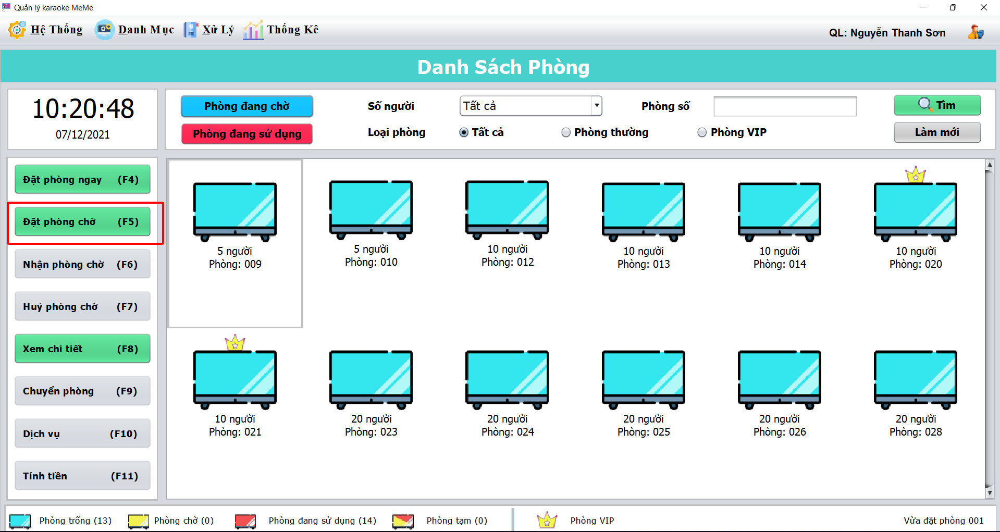 Quản lý karaoke MeMe
Hệ Thống Danh Mục Xử Lý Thống Kê
QL: Nguyễn Thanh Sơn
Danh Sách Phòng
10:20:48
07/12/2021
Phòng đang chờ
Phòng đang sử dụng
Số người Tất cả Phòng số Tìm
Loại phòng Tất cả Phòng thường Phòng VIP Làm mới
Đặt phòng ngay (F4)
Đặt phòng chờ (F5)
Nhận phòng chờ (F6)
Huỷ phòng chờ (F7)
Xem chi tiết (F8)
Chuyển phòng (F9)
Dịch vụ (F10)
Tính tiền (F11)
5 người
Phòng: 009
5 người
Phòng: 010
10 người
Phòng: 012
10 người
Phòng: 013
10 người
Phòng: 014
10 người
Phòng: 020
10 người
Phòng: 021
20 người
Phòng: 023
20 người
Phòng: 024
20 người
Phòng: 025
20 người
Phòng: 026
20 người
Phòng: 028
Phòng trống (13) Phòng chờ (0) Phòng đang sử dụng (14) Phòng tạm (0) Phòng VIP Vừa đặt phòng 001